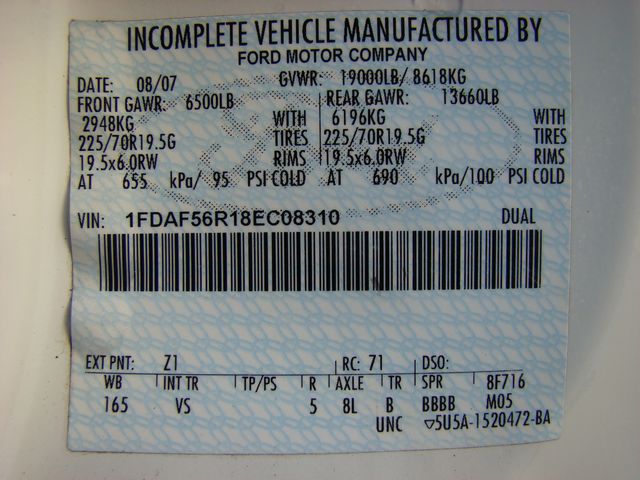 INCOMPLETE VEHICLE MANUFACTURED BY
FORD MOTOR COMPANY
DATE: 08/07 GVWR: 19000LB/ 8618KG
FRONT GAWR: 6500LB REAR GAWR: 13660LB
2948KG WITH 6196KG WITH
225/70R19.5G TIRES 225/70R19.5G TIRES
19.5x6.0RW RIMS 19.5x6.0RW RIMS
AT 655 kPa/ 95 PSI COLD AT 690 kPa/100 PSI COLD
VIN: 1FDAF56R18EC08310 DUAL
EXT PNT: Z1 RC: 71 DSO:
WB INT TR TP/PS R AXLE TR SPR 8F716
165 VS 5 8L B BBBB M05
UNC ▽5U5A-1520472-BA